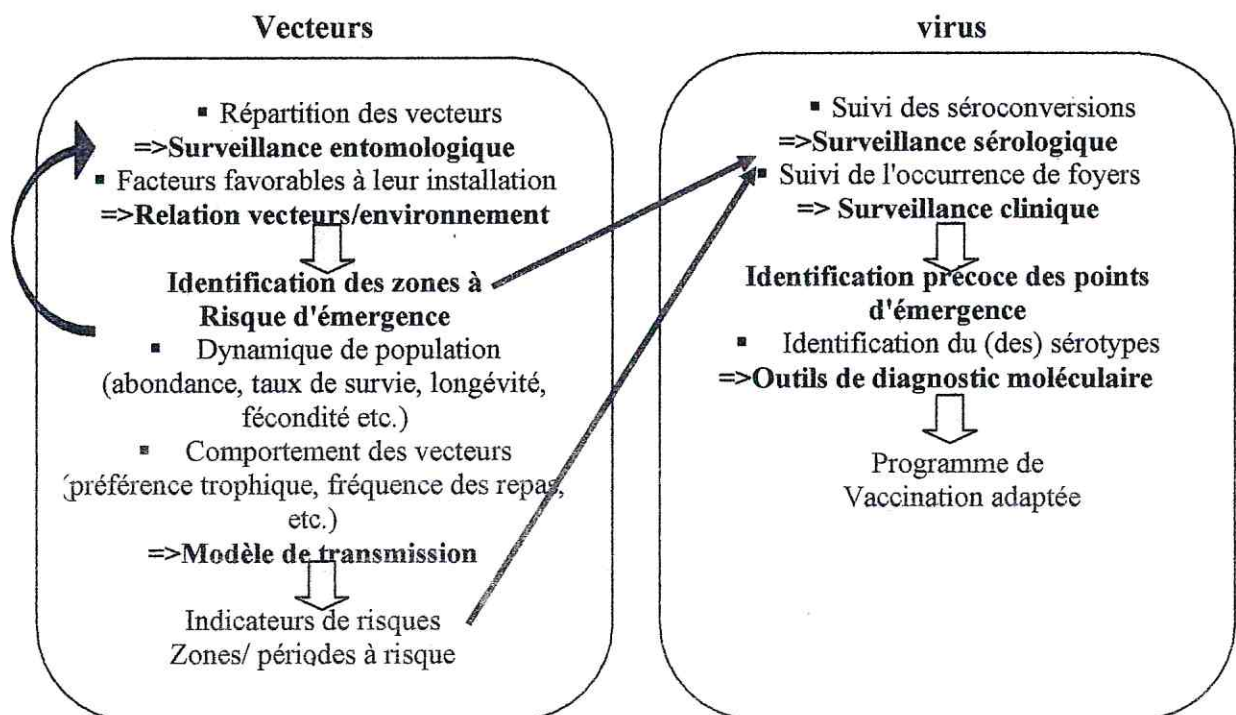 Vecteurs
▪ Répartition des vecteurs
=>Surveillance entomologique
▪ Facteurs favorables à leur installation
=>Relation vecteurs/environnement
Identification des zones à
Risque d'émergence
▪ Dynamique de population
(abondance, taux de survie, longévité,
fécondité etc.)
▪ Comportement des vecteurs
(préférence trophique, fréquence des repas,
etc.)
=>Modèle de transmission
Indicateurs de risques
Zones/ périodes à risque
virus
▪ Suivi des séroconversions
=>Surveillance sérologique
▪ Suivi de l'occurrence de foyers
=> Surveillance clinique
Identification précoce des points
d'émergence
▪ Identification du (des) sérotypes
=>Outils de diagnostic moléculaire
Programme de
Vaccination adaptée